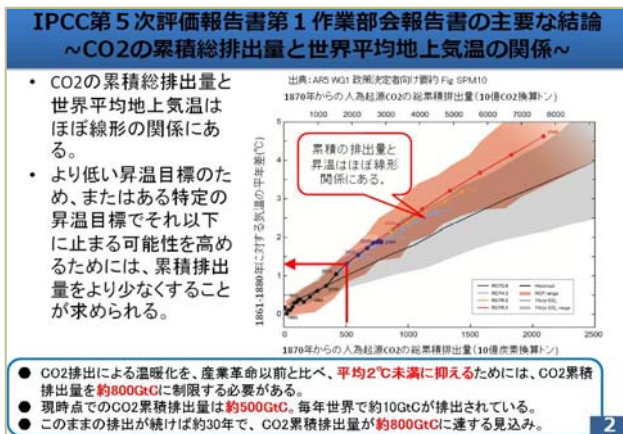 IPCC第5次評価報告書第1作業部会報告書の主要な結論
~CO2の累積総排出量と世界平均地上気温の関係~
• CO2の累積総排出量と
世界平均地上気温は
ほぼ線形の関係にあ
る。
• より低い昇温目標のた
め、またはある特定の
昇温目標でそれ以下
に止まる可能性を高め
るためには、累積排出
量をより少なくすること
が求められる。
出典:AR5 WG1 政策決定者向け要約 Fig SPM10
1870年からの人為起源CO2の総累積排出量(10億CO2換算トン)
1000 2000 3000 4000 5000 6000 7000 8000
1861-1880年に対する気温の平年差(℃)
5
4
3
2
1
0
累積の排出量と
昇温はほぼ線形
関係にある。
0 500 1000 1500 2000 2500
1870年からの人為起源CO2の総累積排出量(10億炭素換算トン)
● CO2排出による温暖化を、産業革命以前と比べ、平均2℃未満に抑えるためには、CO2累積
排出量を約800GtCに制限する必要がある。
● 現時点でのCO2累積排出量は約500GtC。毎年世界で約10GtCが排出されている。
● このままの排出が続けば約30年で、CO2累積排出量が約800GtCに達する見込み。
2